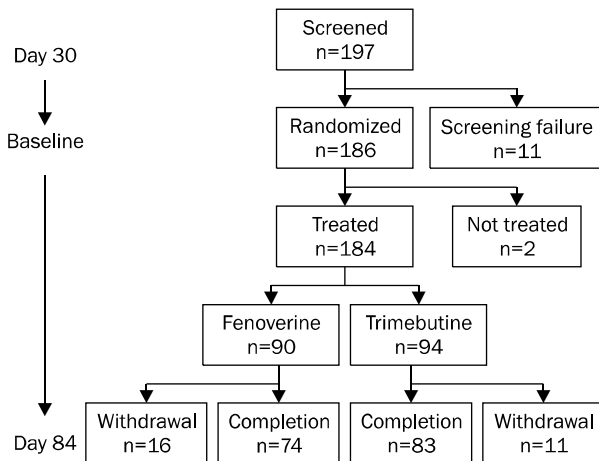 Screened
n=197
Day 30
Randomized
n=186
Screening failure
n=11
Baseline
Treated
n=184
Not treated
n=2
Fenoverine
n=90
Trimebutine
n=94
Withdrawal
n=16
Completion
n=74
Completion
n=83
Withdrawal
n=11
Day 84